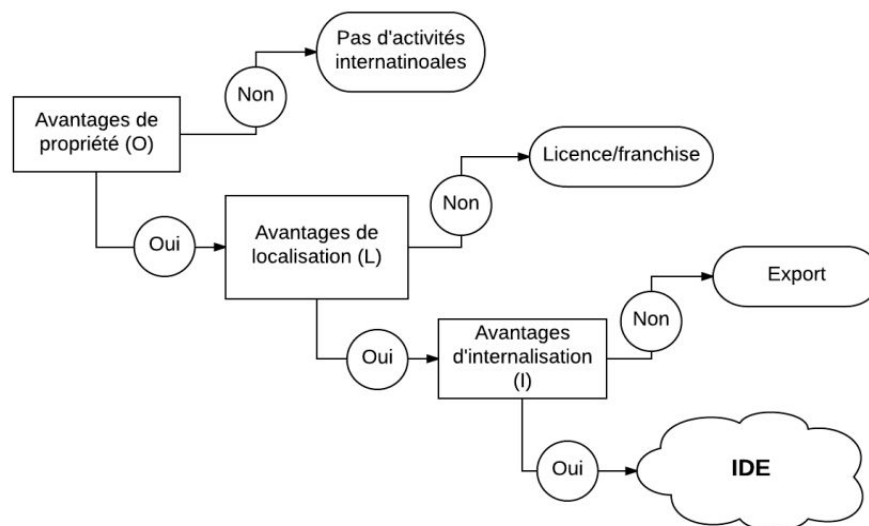 Pas d'activités
internatinoales
Non
Avantages de
propriété (O)
Licence/franchise
Non
Oui
Avantages de
localisation (L)
Export
Non
Oui
Avantages
d'internalisation
(I)
Oui
IDE